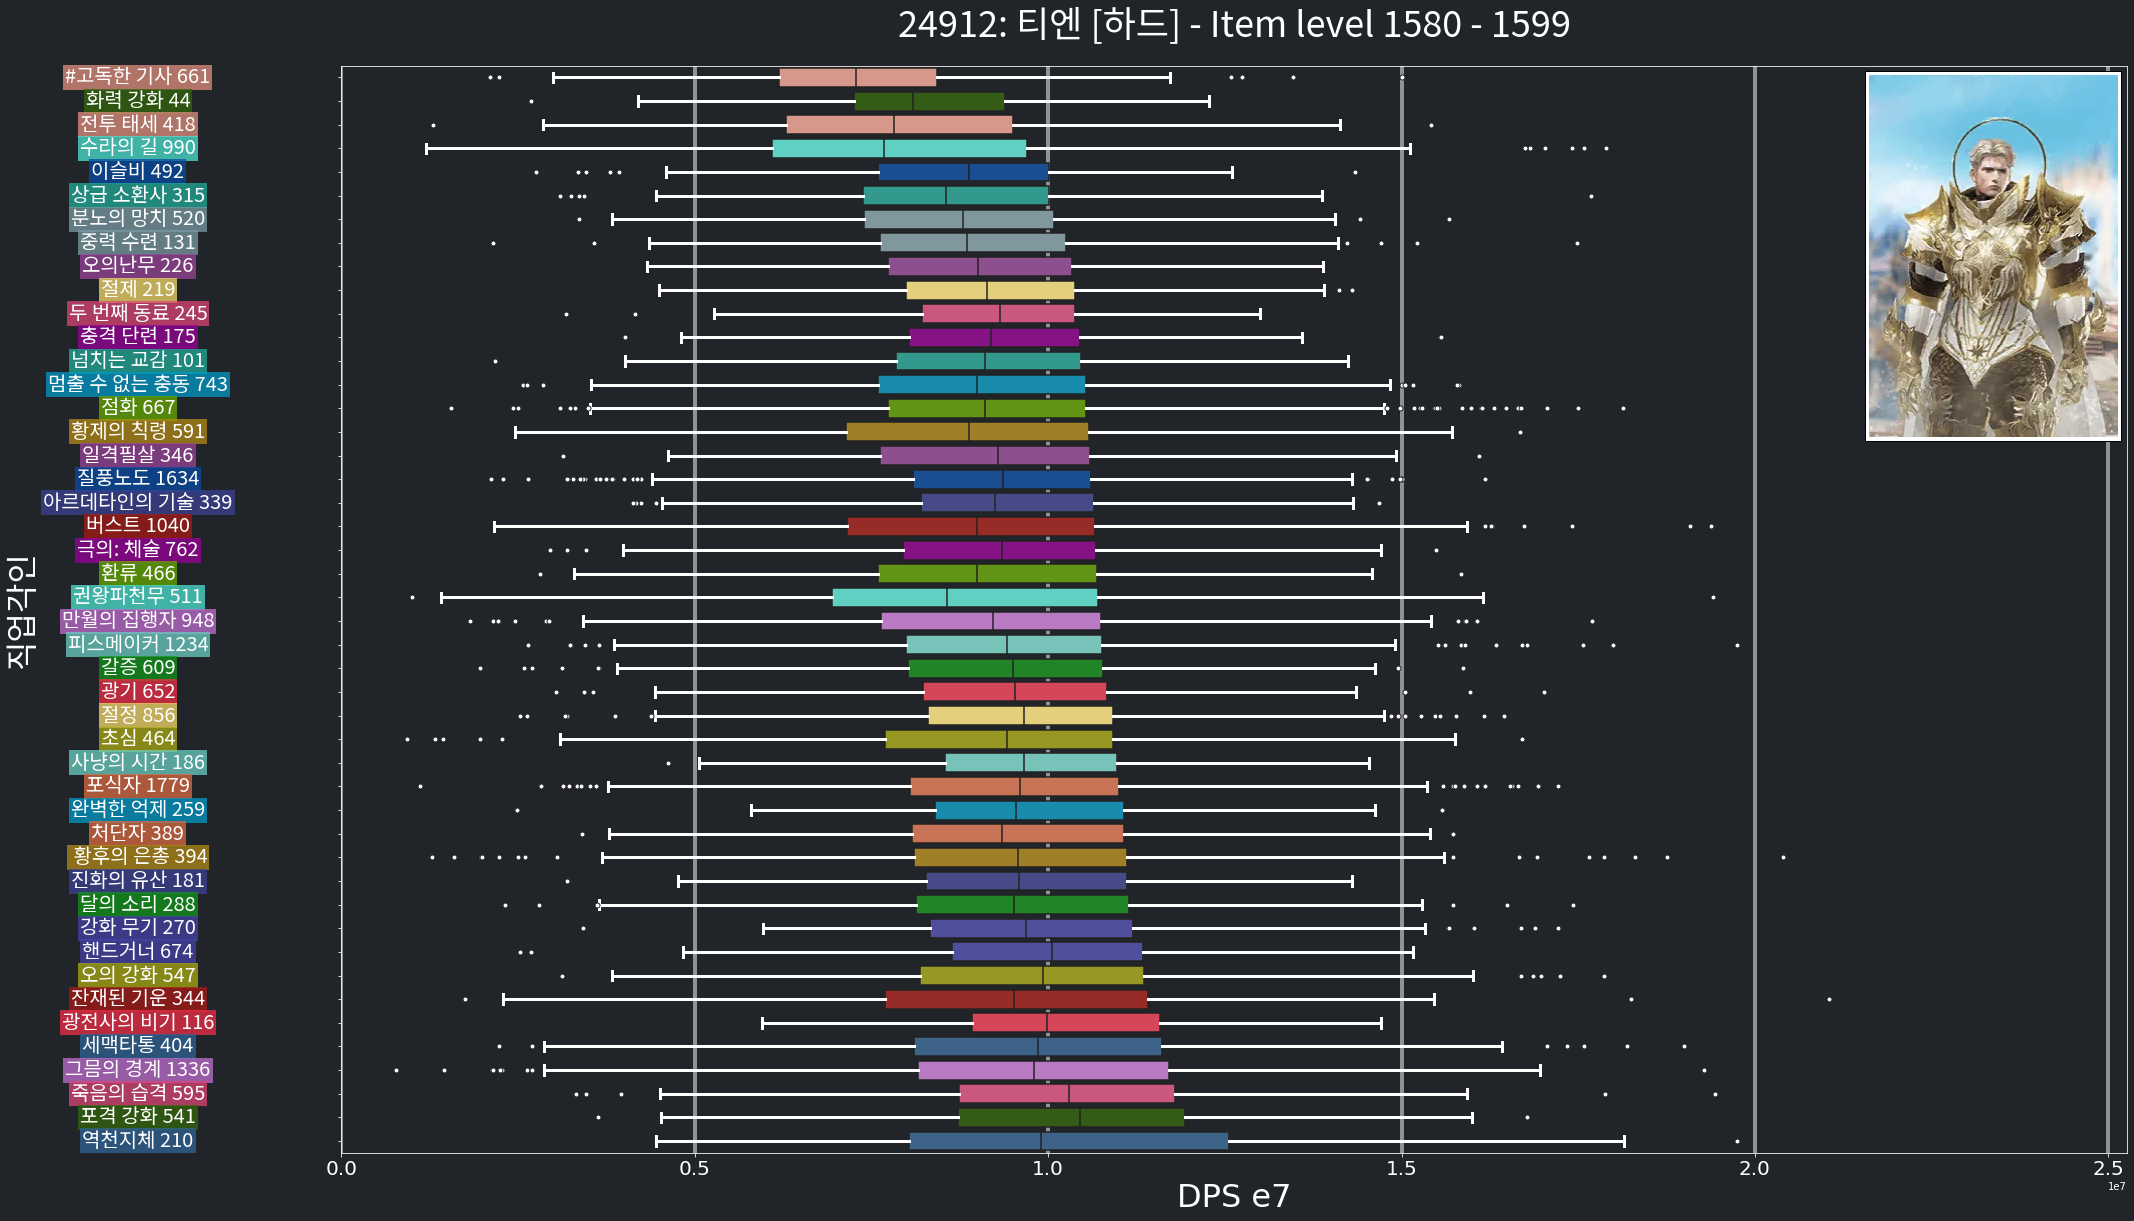 24912: 티엔 [하드] - Item level 1580 - 1599
#고독한 기사 661
화력 강화 44
전투 태세 418
수라의 길 990
이슬비 492
상급 소환사 315
분노의 망치 520
중력 수련 131
오의난무 226
절제 219
두 번째 동료 245
충격 단련 175
넘치는 교감 101
멈출 수 없는 충동 743
점화 667
황제의 칙령 591
일격필살 346
질풍노도 1634
아르데타인의 기술 339
버스트 1040
극의: 체술 762
환류 466
권왕파천무 511
만월의 집행자 948
피스메이커 1234
갈증 609
광기 652
절정 856
초심 464
사냥의 시간 186
포식자 1779
완벽한 억제 259
처단자 389
황후의 은총 394
진화의 유산 181
달의 소리 288
강화 무기 270
핸드거너 674
오의 강화 547
잔재된 기운 344
광전사의 비기 116
세맥타통 404
그믐의 경계 1336
죽음의 습격 595
포격 강화 541
역천지체 210
직업각인
0.0 0.5 1.0 1.5 2.0 2.5
1e7
DPS e7